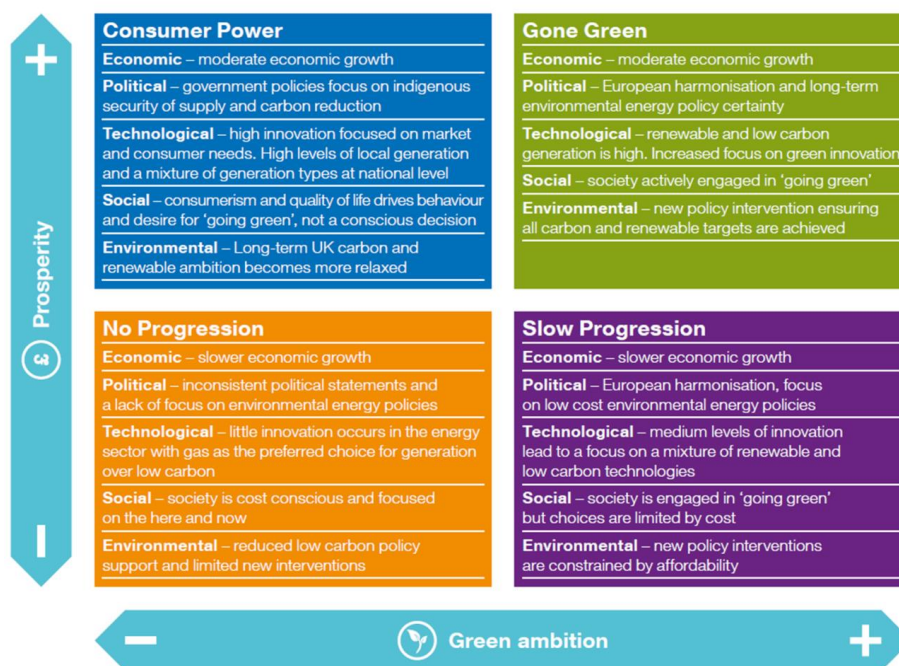 Consumer Power
Economic – moderate economic growth
Political – government policies focus on indigenous
security of supply and carbon reduction
Technological – high innovation focused on market
and consumer needs. High levels of local generation
and a mixture of generation types at national level
Social – consumerism and quality of life drives behaviour
and desire for ‘going green’, not a conscious decision
Environmental – Long-term UK carbon and
renewable ambition becomes more relaxed
Gone Green
Economic – moderate economic growth
Political – European harmonisation and long-term
environmental energy policy certainty
Technological – renewable and low carbon
generation is high. Increased focus on green innovation
Social – society actively engaged in ‘going green’
Environmental – new policy intervention ensuring
all carbon and renewable targets are achieved
£ Prosperity
No Progression
Economic – slower economic growth
Political – inconsistent political statements and
a lack of focus on environmental energy policies
Technological – little innovation occurs in the energy
sector with gas as the preferred choice for generation
over low carbon
Social – society is cost conscious and focused
on the here and now
Environmental – reduced low carbon policy
support and limited new interventions
Slow Progression
Economic – slower economic growth
Political – European harmonisation, focus
on low cost environmental energy policies
Technological – medium levels of innovation
lead to a focus on a mixture of renewable and
low carbon technologies
Social – society is engaged in ‘going green’
but choices are limited by cost
Environmental – new policy interventions
are constrained by affordability
Green ambition